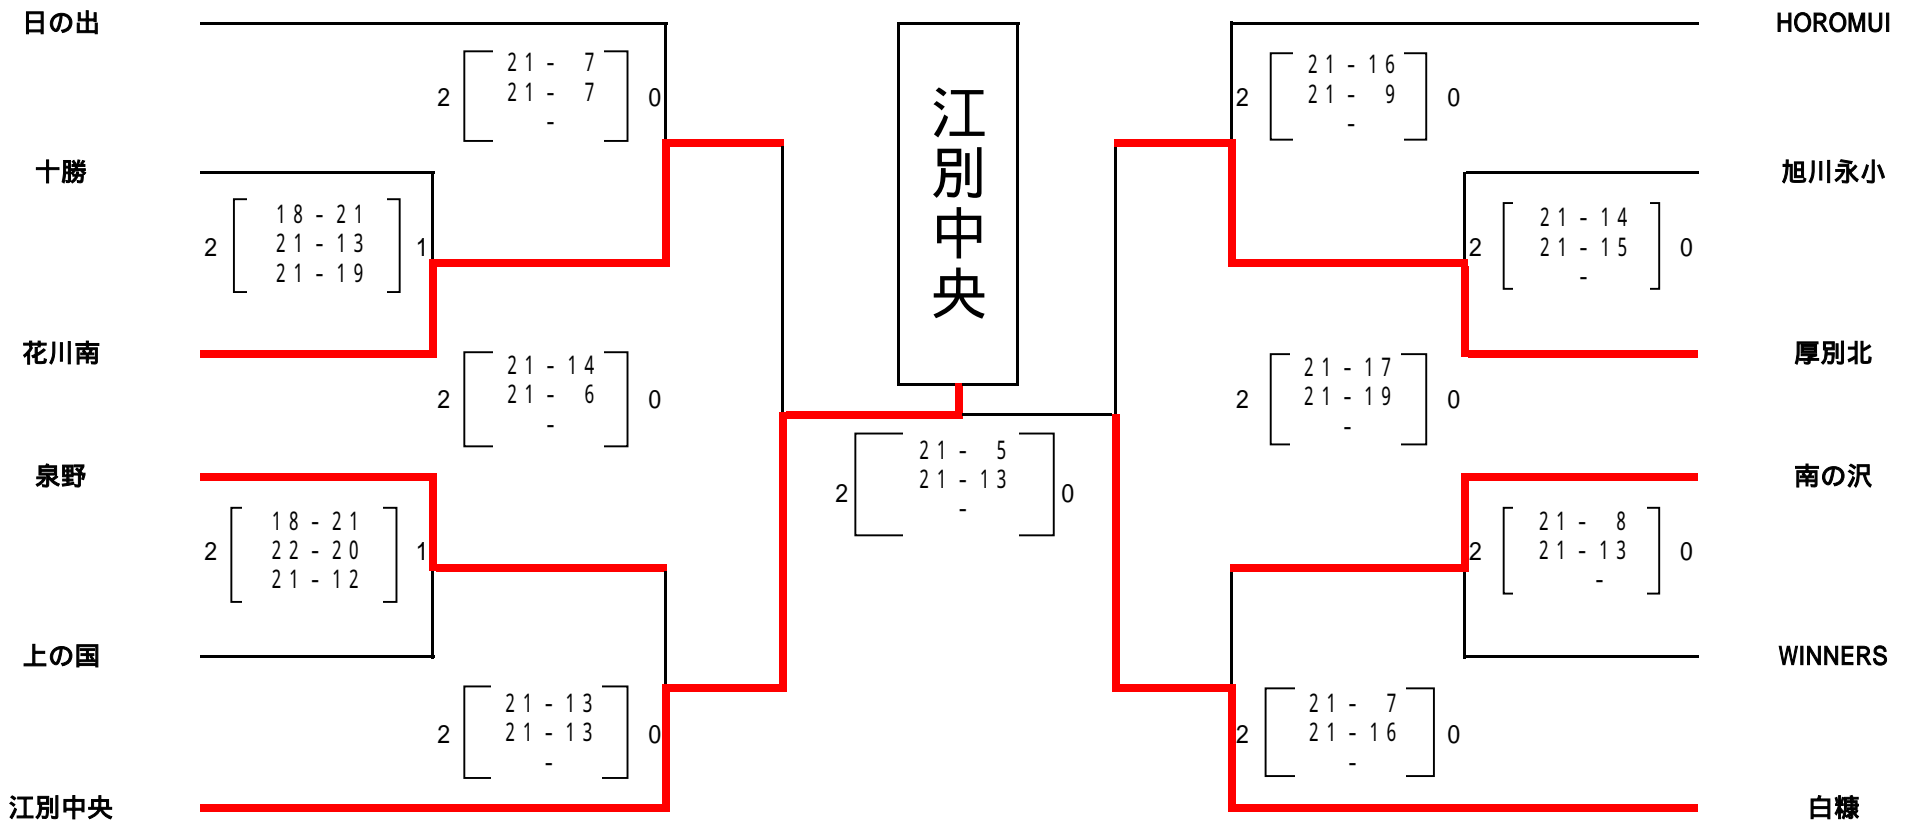 日の出
2
21 - 7
21 - 7
-
0
十勝
2
18 - 21
21 - 13
21 - 19
1
花川南
2
21 - 14
21 - 6
-
0
泉野
2
18 - 21
22 - 20
21 - 12
1
上の国
2
21 - 13
21 - 13
-
0
江別中央
江別中央
2
21 - 5
21 - 13
-
0
HOROMUI
2
21 - 16
21 - 9
-
0
旭川永小
2
21 - 14
21 - 15
-
0
厚別北
2
21 - 17
21 - 19
-
0
南の沢
2
21 - 8
21 - 13
-
0
WINNERS
2
21 - 7
21 - 16
-
0
白糠